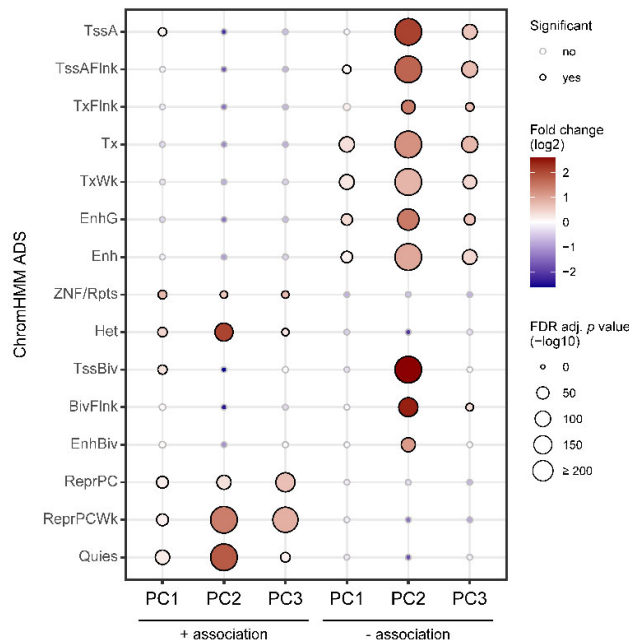 ChromHMM ADS
TssA
TssAFlnk
TxFlnk
Tx
TxWk
EnhG
Enh
ZNF/Rpts
Het
TssBiv
BivFlnk
EnhBiv
ReprPC
ReprPCWk
Quies
PC1 PC2 PC3 PC1 PC2 PC3
+ association - association
Significant
no
yes
Fold change
(log2)
2
1
0
−1
−2
FDR adj. p value
(−log10)
0
50
100
150
≥ 200